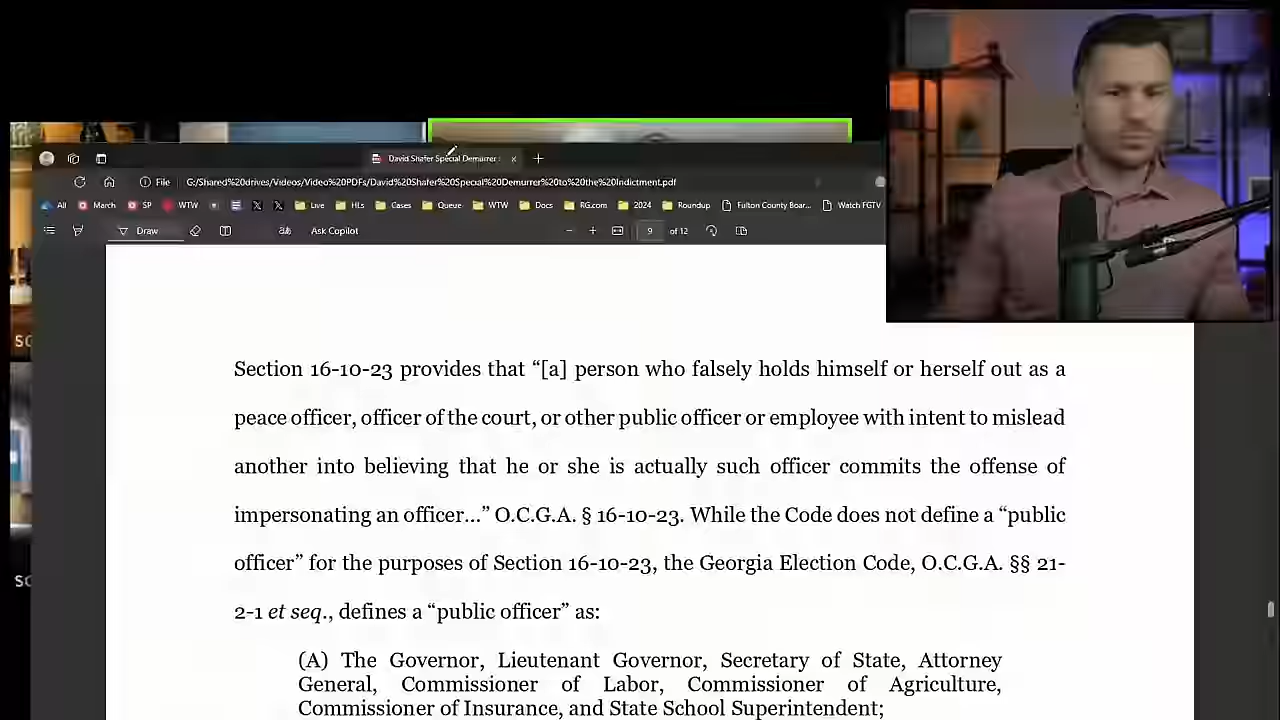 David Shafer Special Demurrer
File G:/Shared%20drives/Videos/Video%20PDFs/David%20Shafer%20Special%20Demurrer%20to%20the%20Indictment.pdf
All March SP WTW Live HLs Cases Queue WTW Docs RG.com 2024 Roundup Fulton County Boar... Watch FGTV
Draw Ask Copilot 9 of 12
Section 16-10-23 provides that “[a] person who falsely holds himself or herself out as a
peace officer, officer of the court, or other public officer or employee with intent to mislead
another into believing that he or she is actually such officer commits the offense of
impersonating an officer...” O.C.G.A. § 16-10-23. While the Code does not define a “public
officer” for the purposes of Section 16-10-23, the Georgia Election Code, O.C.G.A. §§ 21-
2-1 et seq., defines a “public officer” as:
(A) The Governor, Lieutenant Governor, Secretary of State, Attorney
General, Commissioner of Labor, Commissioner of Agriculture,
Commissioner of Insurance, and State School Superintendent;